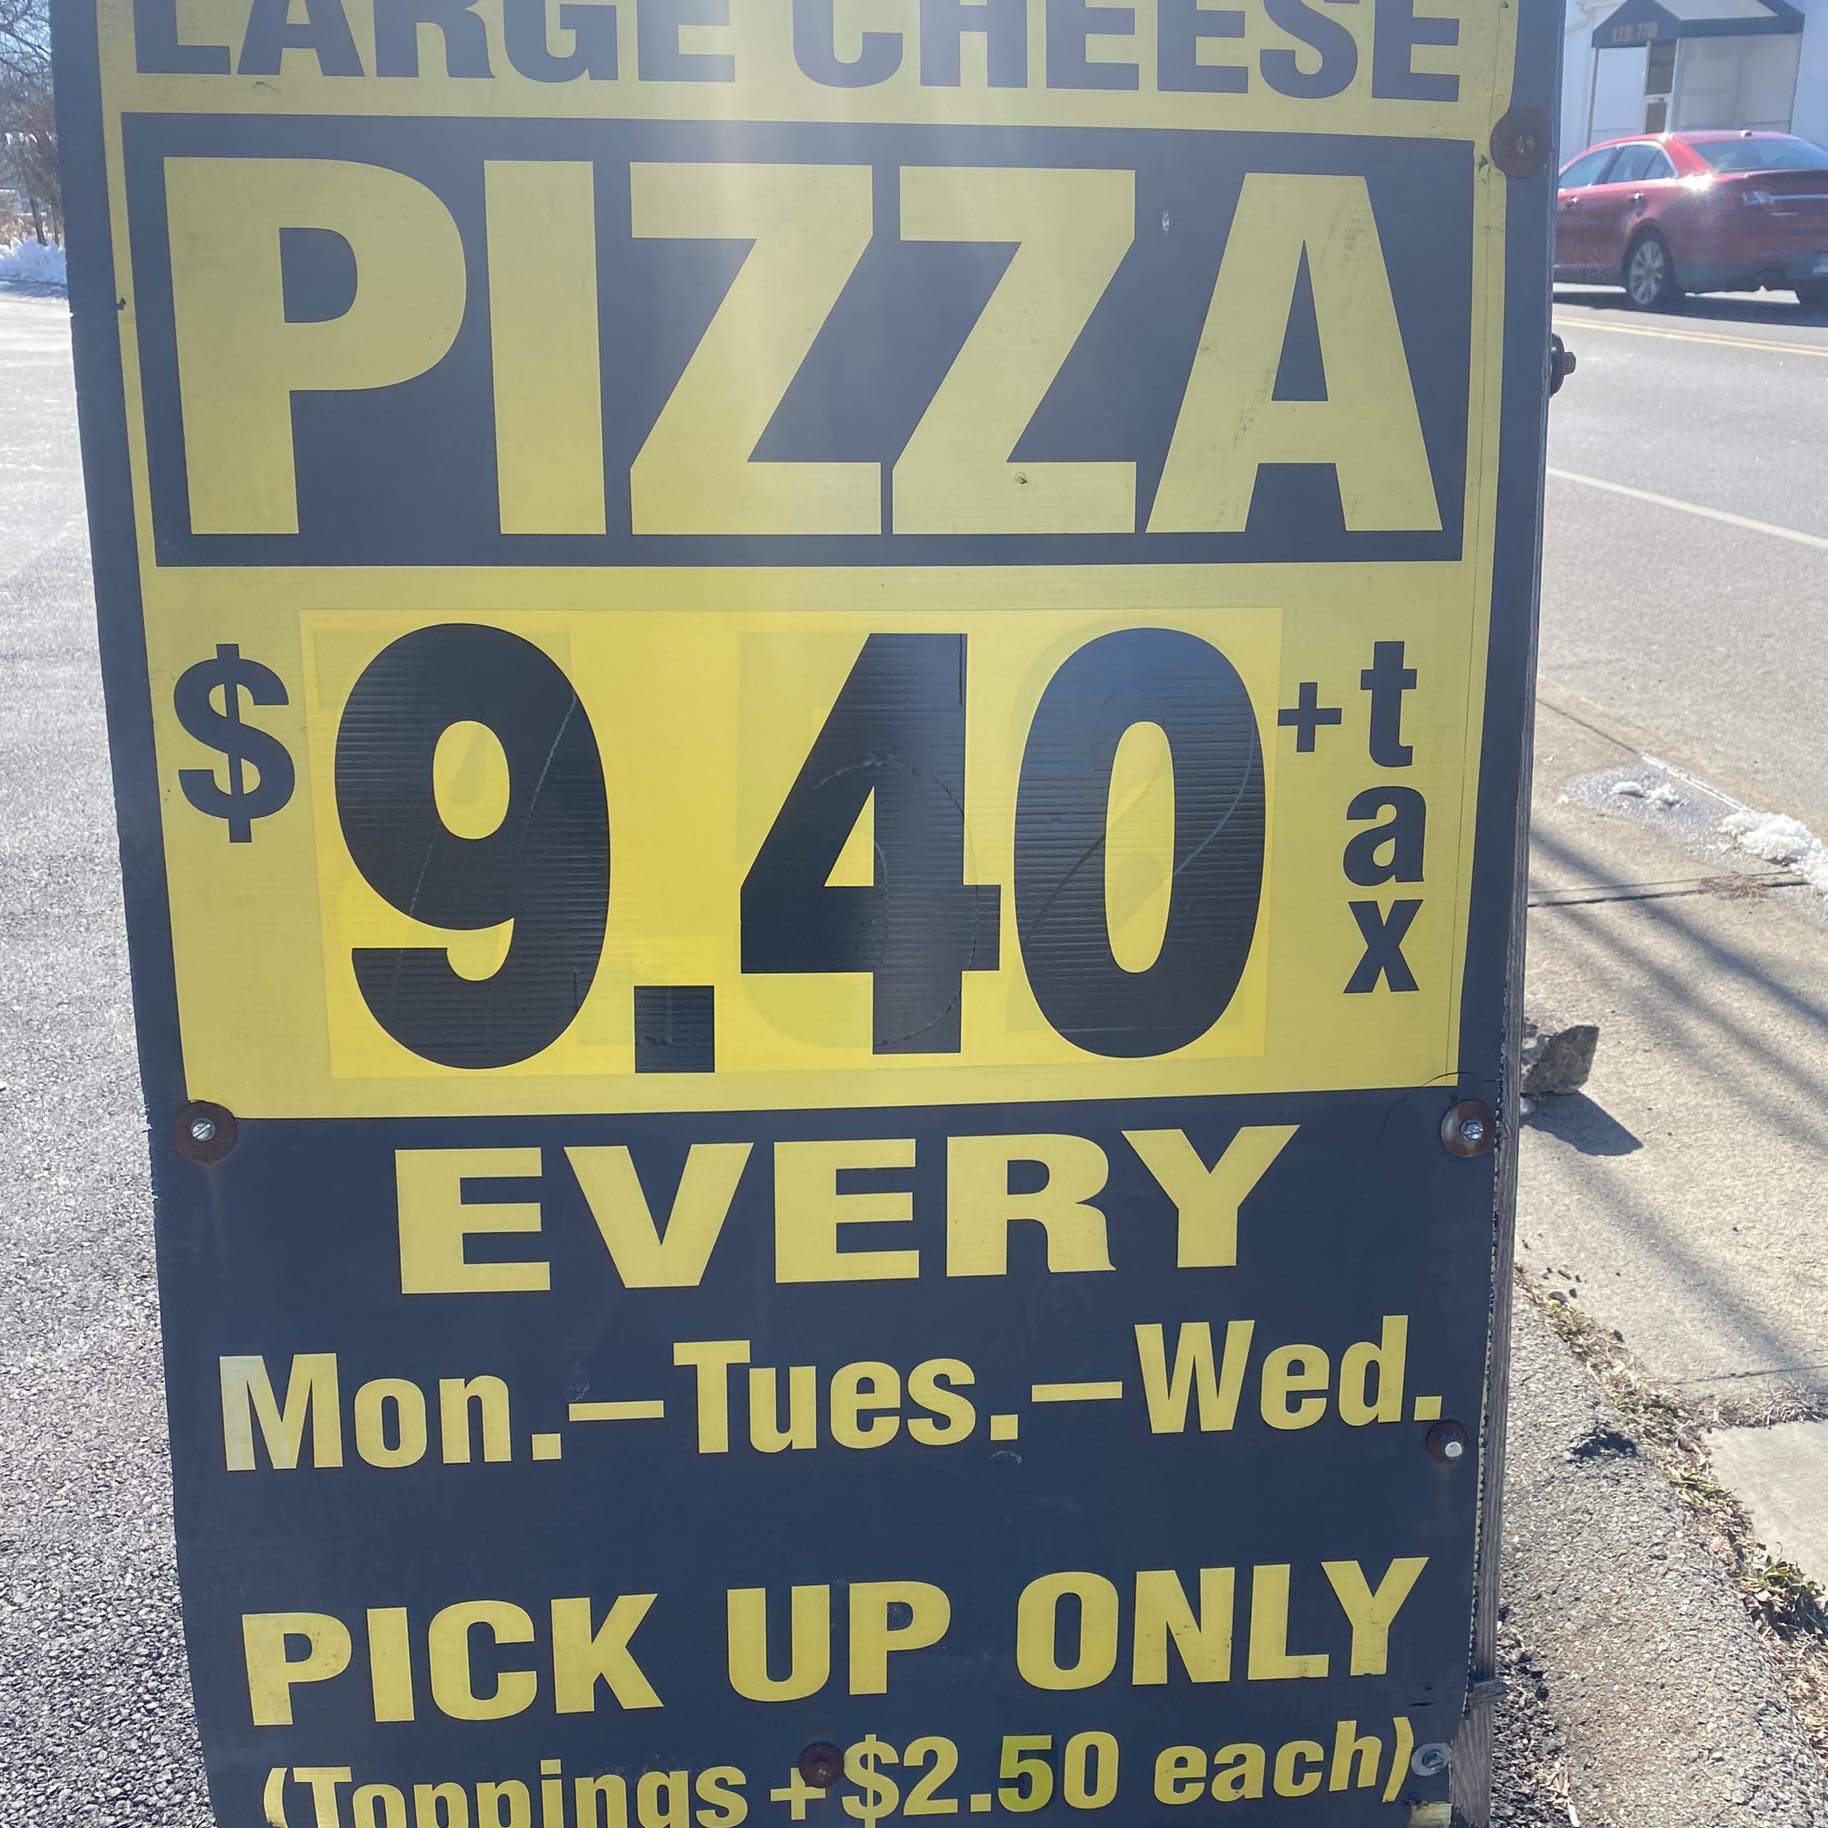 LARGE CHEESE
PIZZA
$9.40 +tax
EVERY
Mon.–Tues.–Wed.
PICK UP ONLY
(Toppings +$2.50 each)